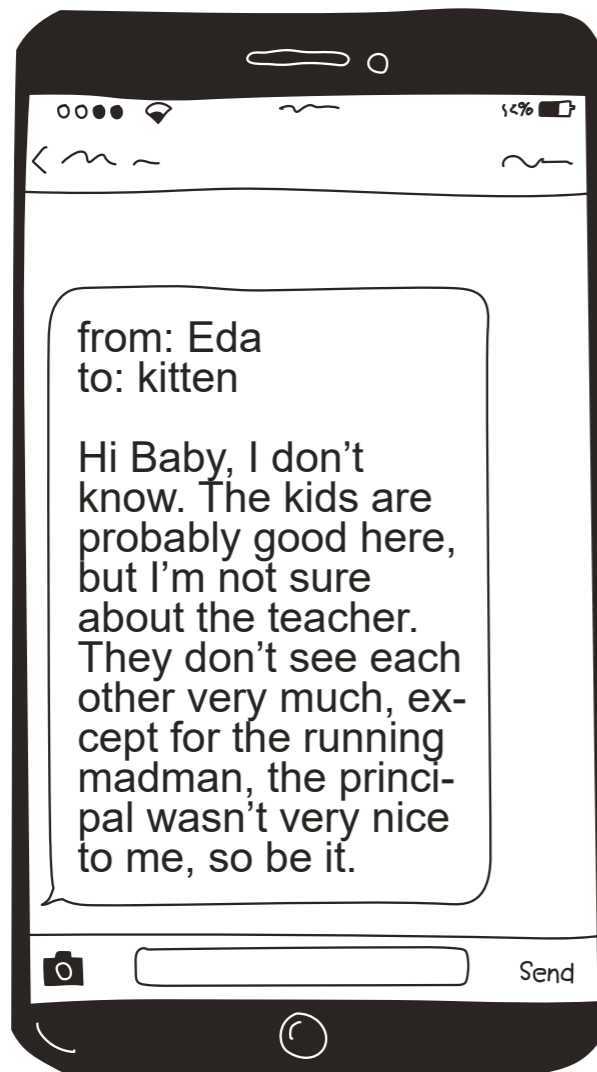 from: Eda
to: kitten
Hi Baby, I don’t
know. The kids are
probably good here,
but I’m not sure
about the teacher.
They don’t see each
other very much, ex-
cept for the running
madman, the princi-
pal wasn’t very nice
to me, so be it.
Send